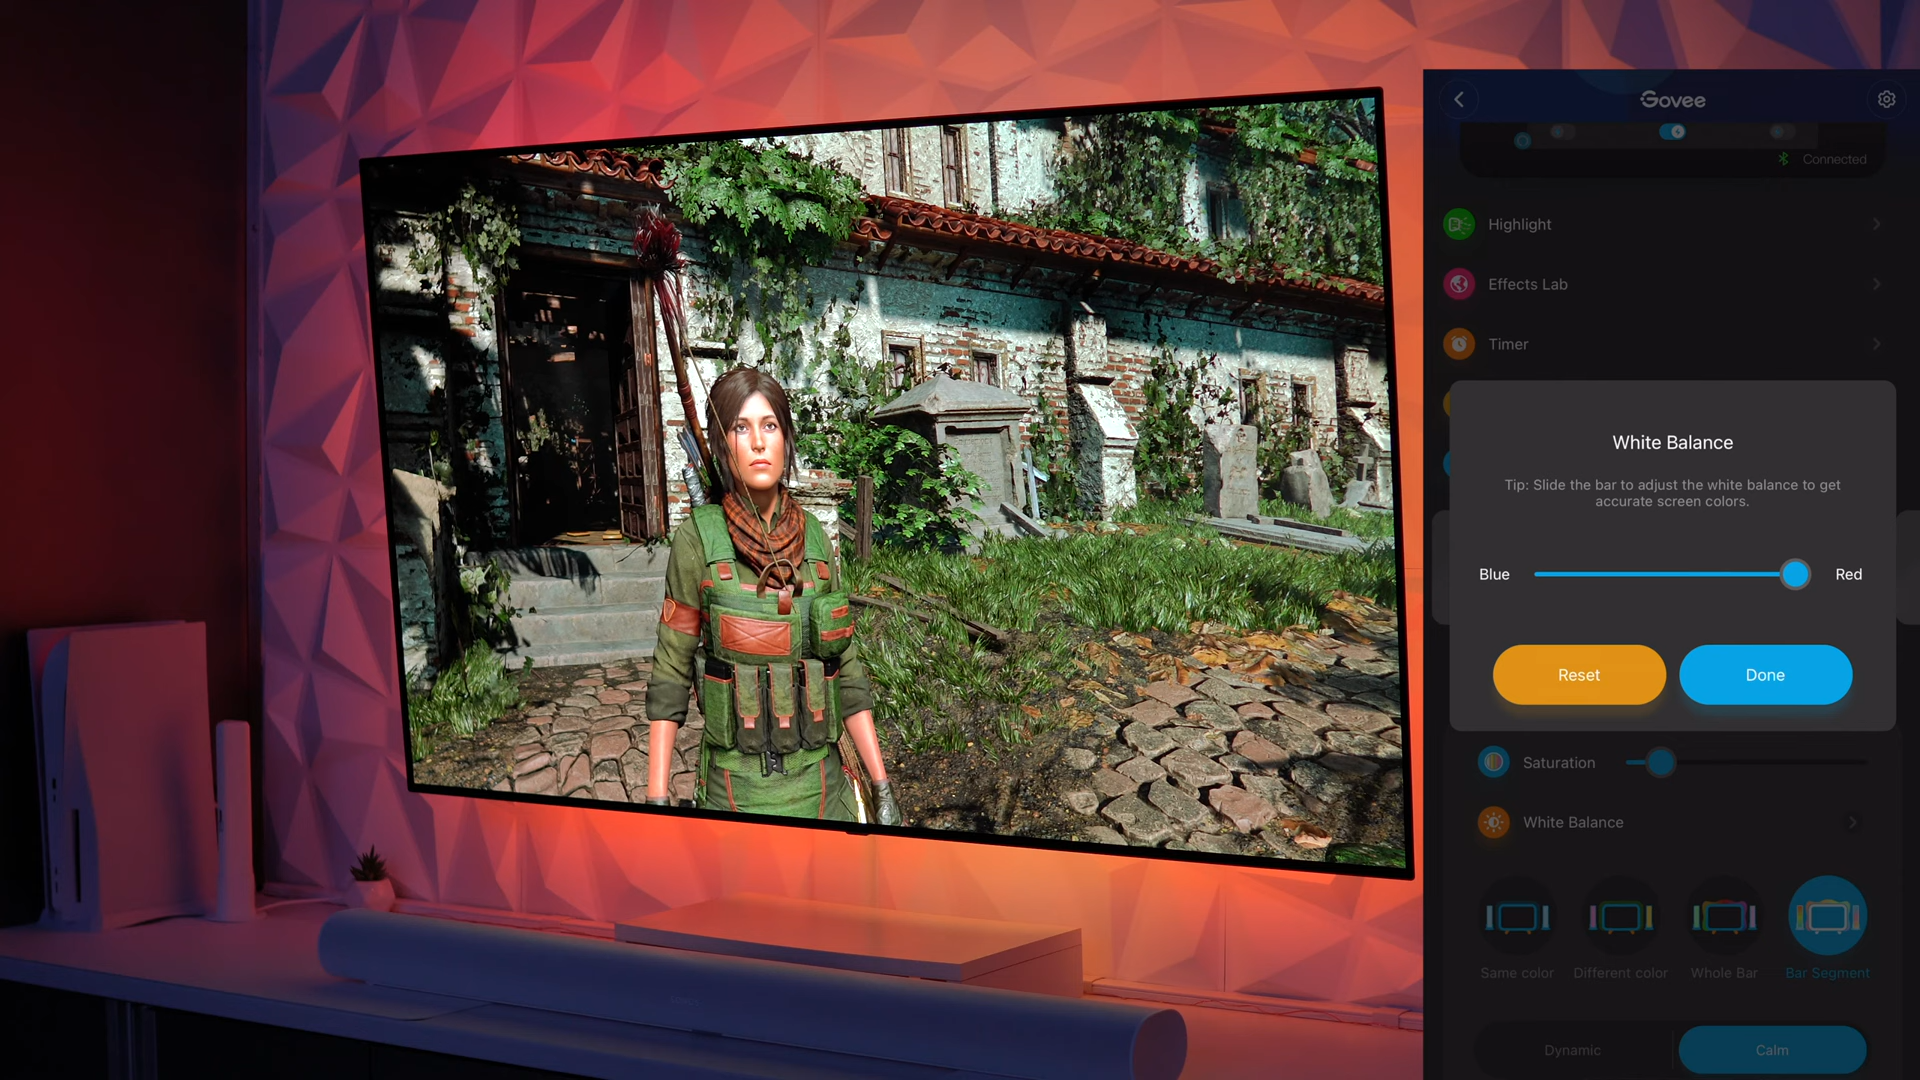 Govee
Connected
Highlight
Effects Lab
Timer
White Balance
Tip: Slide the bar to adjust the white balance to get
accurate screen colors.
Blue
Red
Reset
Done
Saturation
White Balance
Same color
Different color
Whole Bar
Bar Segment
Dynamic
Calm